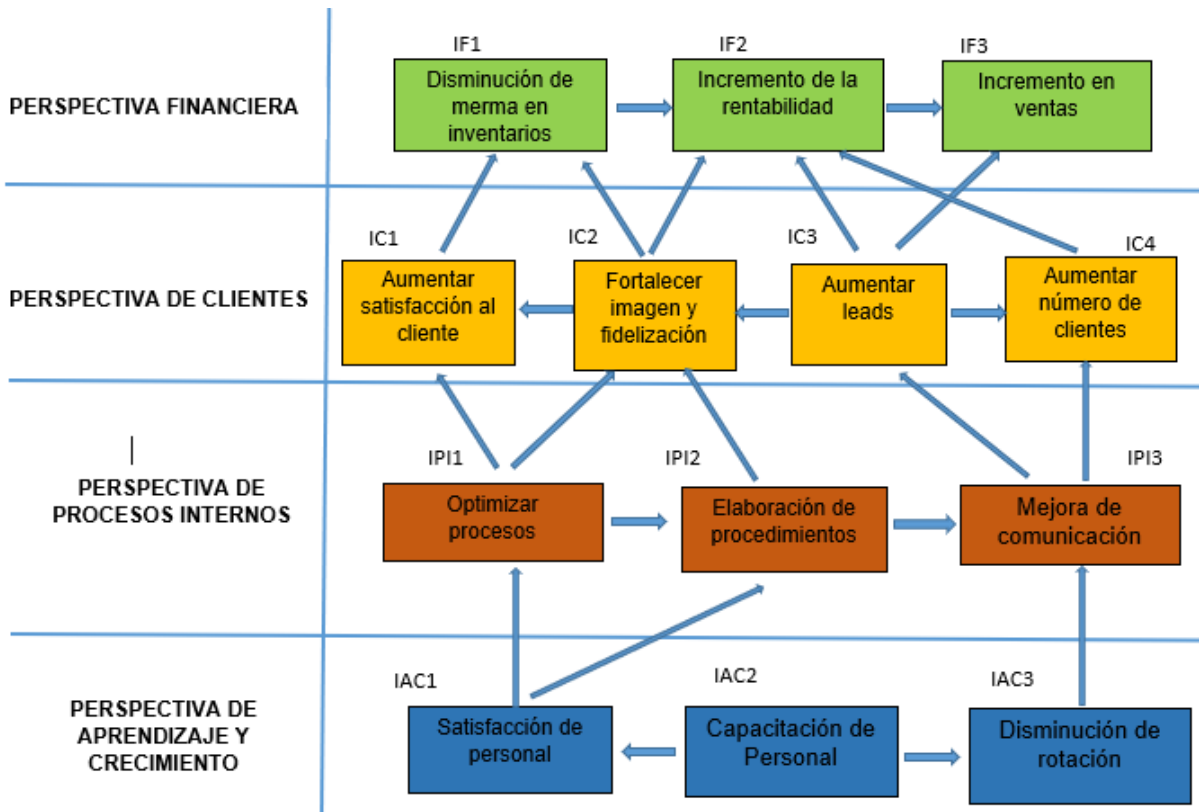 IF1
IF2
IF3
PERSPECTIVA FINANCIERA
Disminución de
merma en
inventarios
Incremento de la
rentabilidad
Incremento en
ventas
IC1
IC2
IC3
IC4
PERSPECTIVA DE CLIENTES
Aumentar
satisfacción al
cliente
Fortalecer
imagen y
fidelización
Aumentar
leads
Aumentar
número de
clientes
IPI1
IPI2
IPI3
PERSPECTIVA DE
PROCESOS INTERNOS
Optimizar
procesos
Elaboración de
procedimientos
Mejora de
comunicación
IAC1
IAC2
IAC3
PERSPECTIVA DE
APRENDIZAJE Y
CRECIMIENTO
Satisfacción de
personal
Capacitación de
Personal
Disminución de
rotación